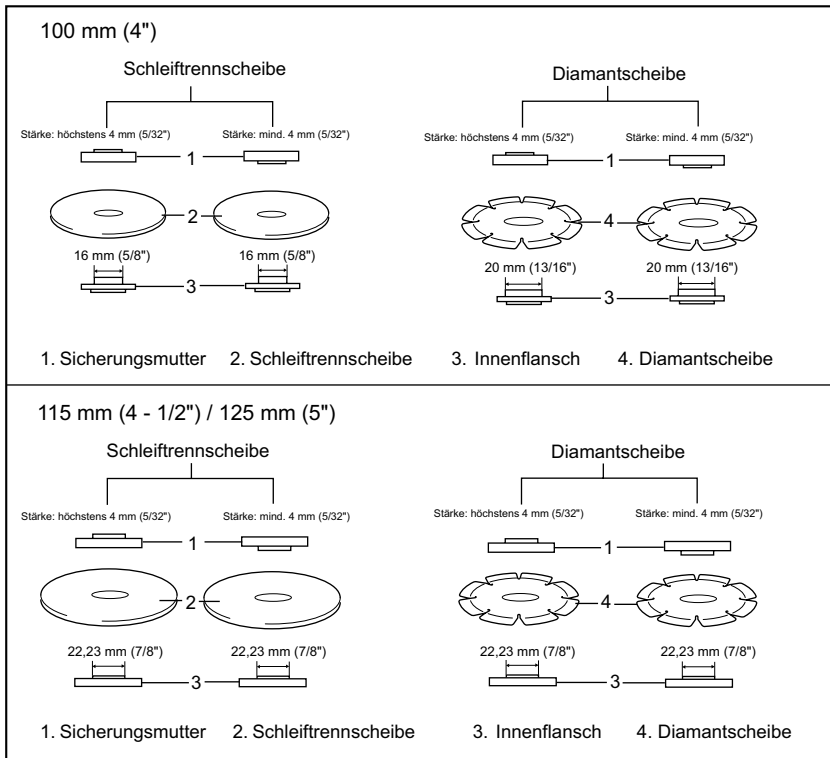 100 mm (4")
Schleiftrennscheibe
Diamantscheibe
Stärke: höchstens 4 mm (5/32")
Stärke: mind. 4 mm (5/32")
Stärke: höchstens 4 mm (5/32")
Stärke: mind. 4 mm (5/32")
1
1
2
4
16 mm (5/8")
16 mm (5/8")
20 mm (13/16")
20 mm (13/16")
3
3
1. Sicherungsmutter 2. Schleiftrennscheibe 3. Innenflansch 4. Diamantscheibe
115 mm (4 - 1/2") / 125 mm (5")
Schleiftrennscheibe
Diamantscheibe
Stärke: höchstens 4 mm (5/32")
Stärke: mind. 4 mm (5/32")
Stärke: höchstens 4 mm (5/32")
Stärke: mind. 4 mm (5/32")
1
1
2
4
22,23 mm (7/8")
22,23 mm (7/8")
22,23 mm (7/8")
22,23 mm (7/8")
3
3
1. Sicherungsmutter 2. Schleiftrennscheibe 3. Innenflansch 4. Diamantscheibe